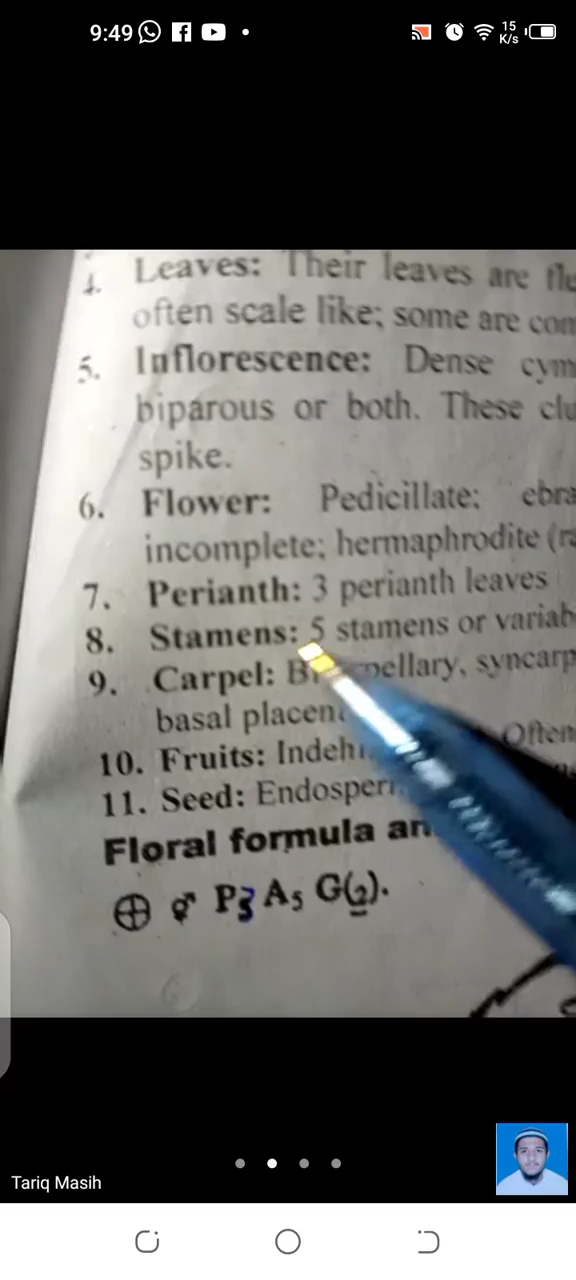 9:49
15
K/s
4. Leaves: Their leaves are
often scale like; some are
5. Inflorescence: Dense
biparous or both. These
spike.
6. Flower: Pedicillate;
incomplete; hermaphrodite
7. Perianth: 3 perianth leaves
8. Stamens: 5 stamens or
9. Carpel:
basal
Often
10. Fruits:
11. Seed:
Floral formula
⊕ ⚥ P3 A5 G(2).
Tariq Masih